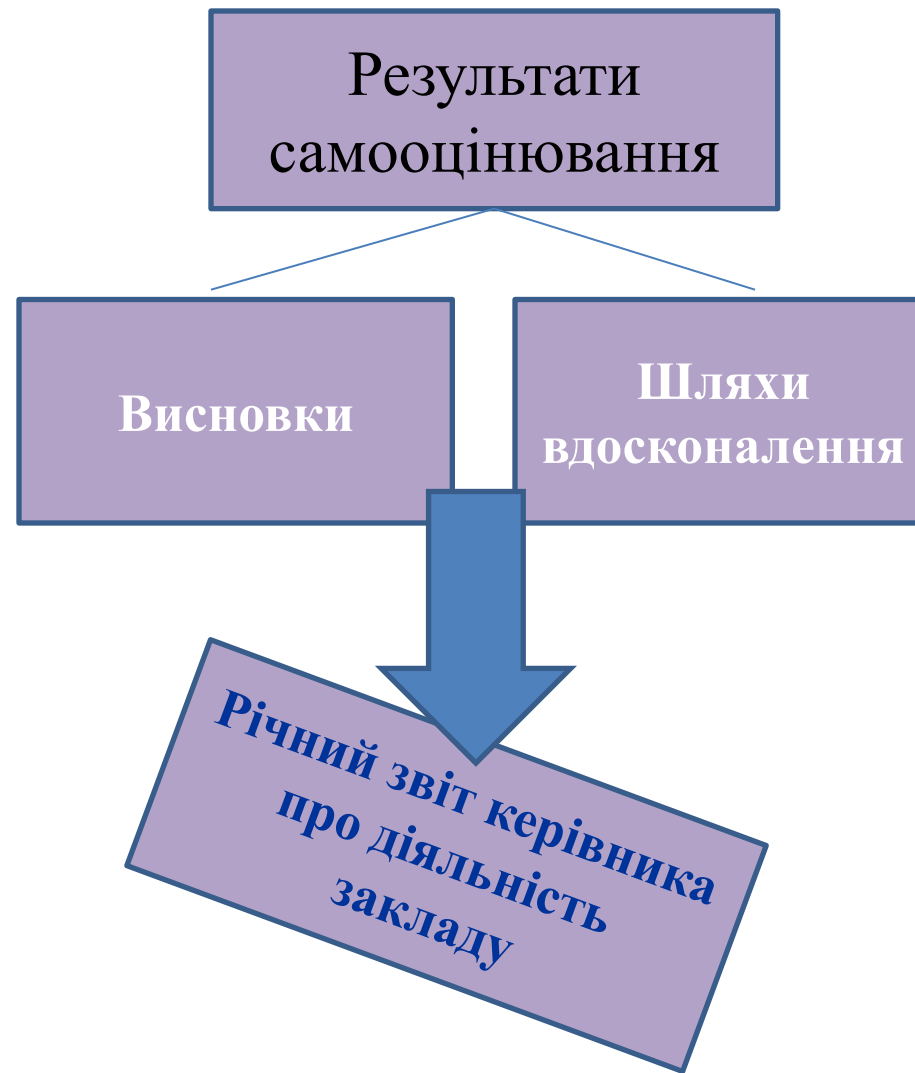 Результати
самооцінювання
Висновки
Шляхи
вдосконалення
Річний звіт керівника
про діяльність
закладу